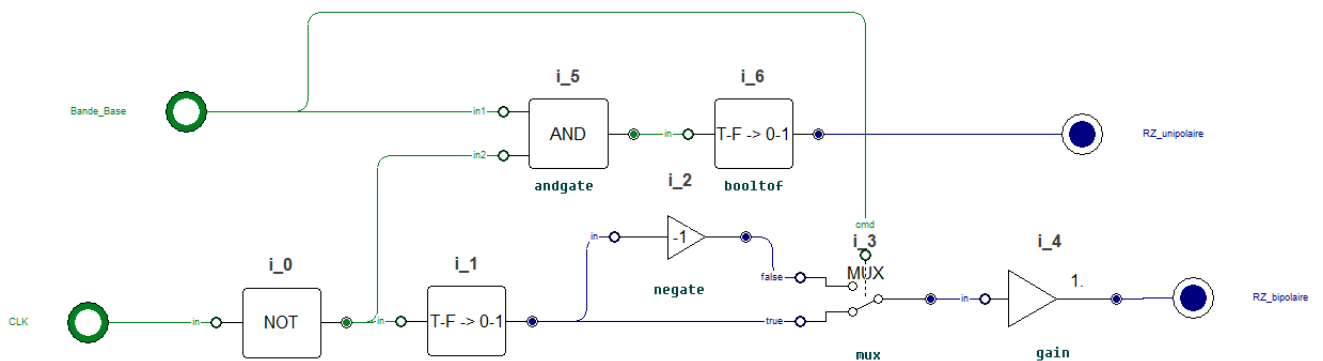 i_5
i_6
Bande_Base
in1
AND
in
T-F -> 0-1
RZ_unipolaire
in2
andgate
booltof
i_2
cmd
in
-1
i_3
i_4
i_0
i_1
false
MUX
1.
negate
in
RZ_bipolaire
CLK
in
NOT
in
T-F -> 0-1
true
mux
gain